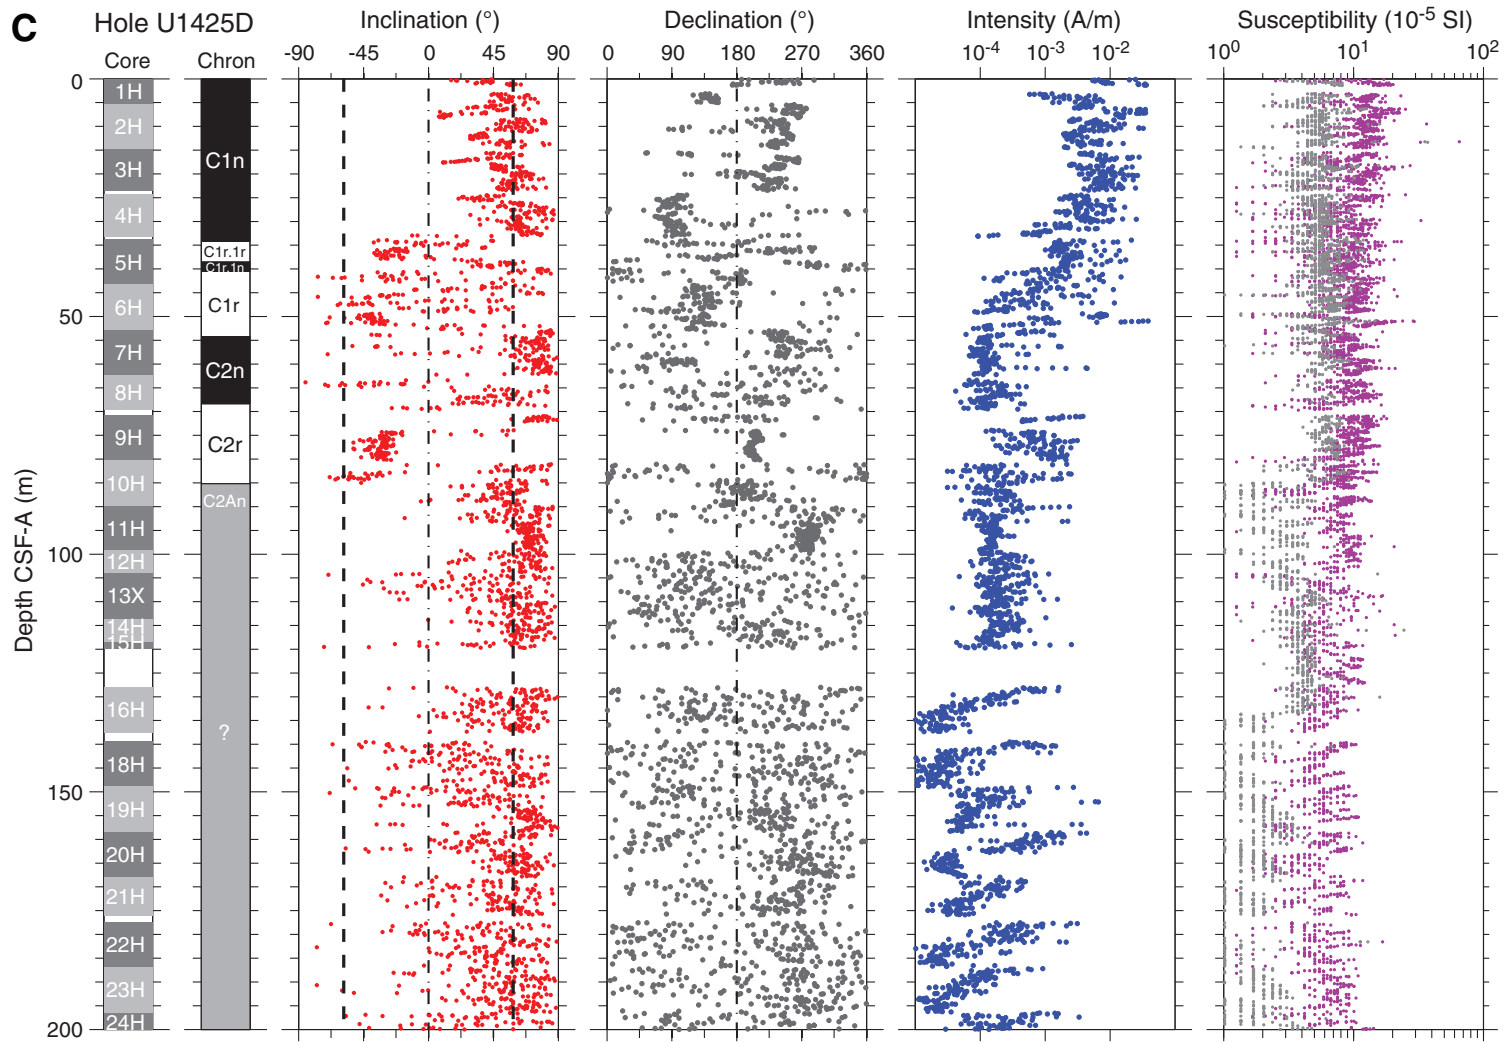 C
Hole U1425D
Inclination (°)
Declination (°)
Intensity (A/m)
Susceptibility (10-5 SI)
Core
Chron
-90 -45 0 45 90
0 90 180 270 360
10-4 10-3 10-2
100 101 102
Depth CSF-A (m)
0
50
100
150
200
1H
2H
3H
4H
5H
6H
7H
8H
9H
10H
11H
12H
13X
14H
15H
16H
18H
19H
20H
21H
22H
23H
24H
C1n
C1r.1r
C1r.1n
C1r
C2n
C2r
C2An
?